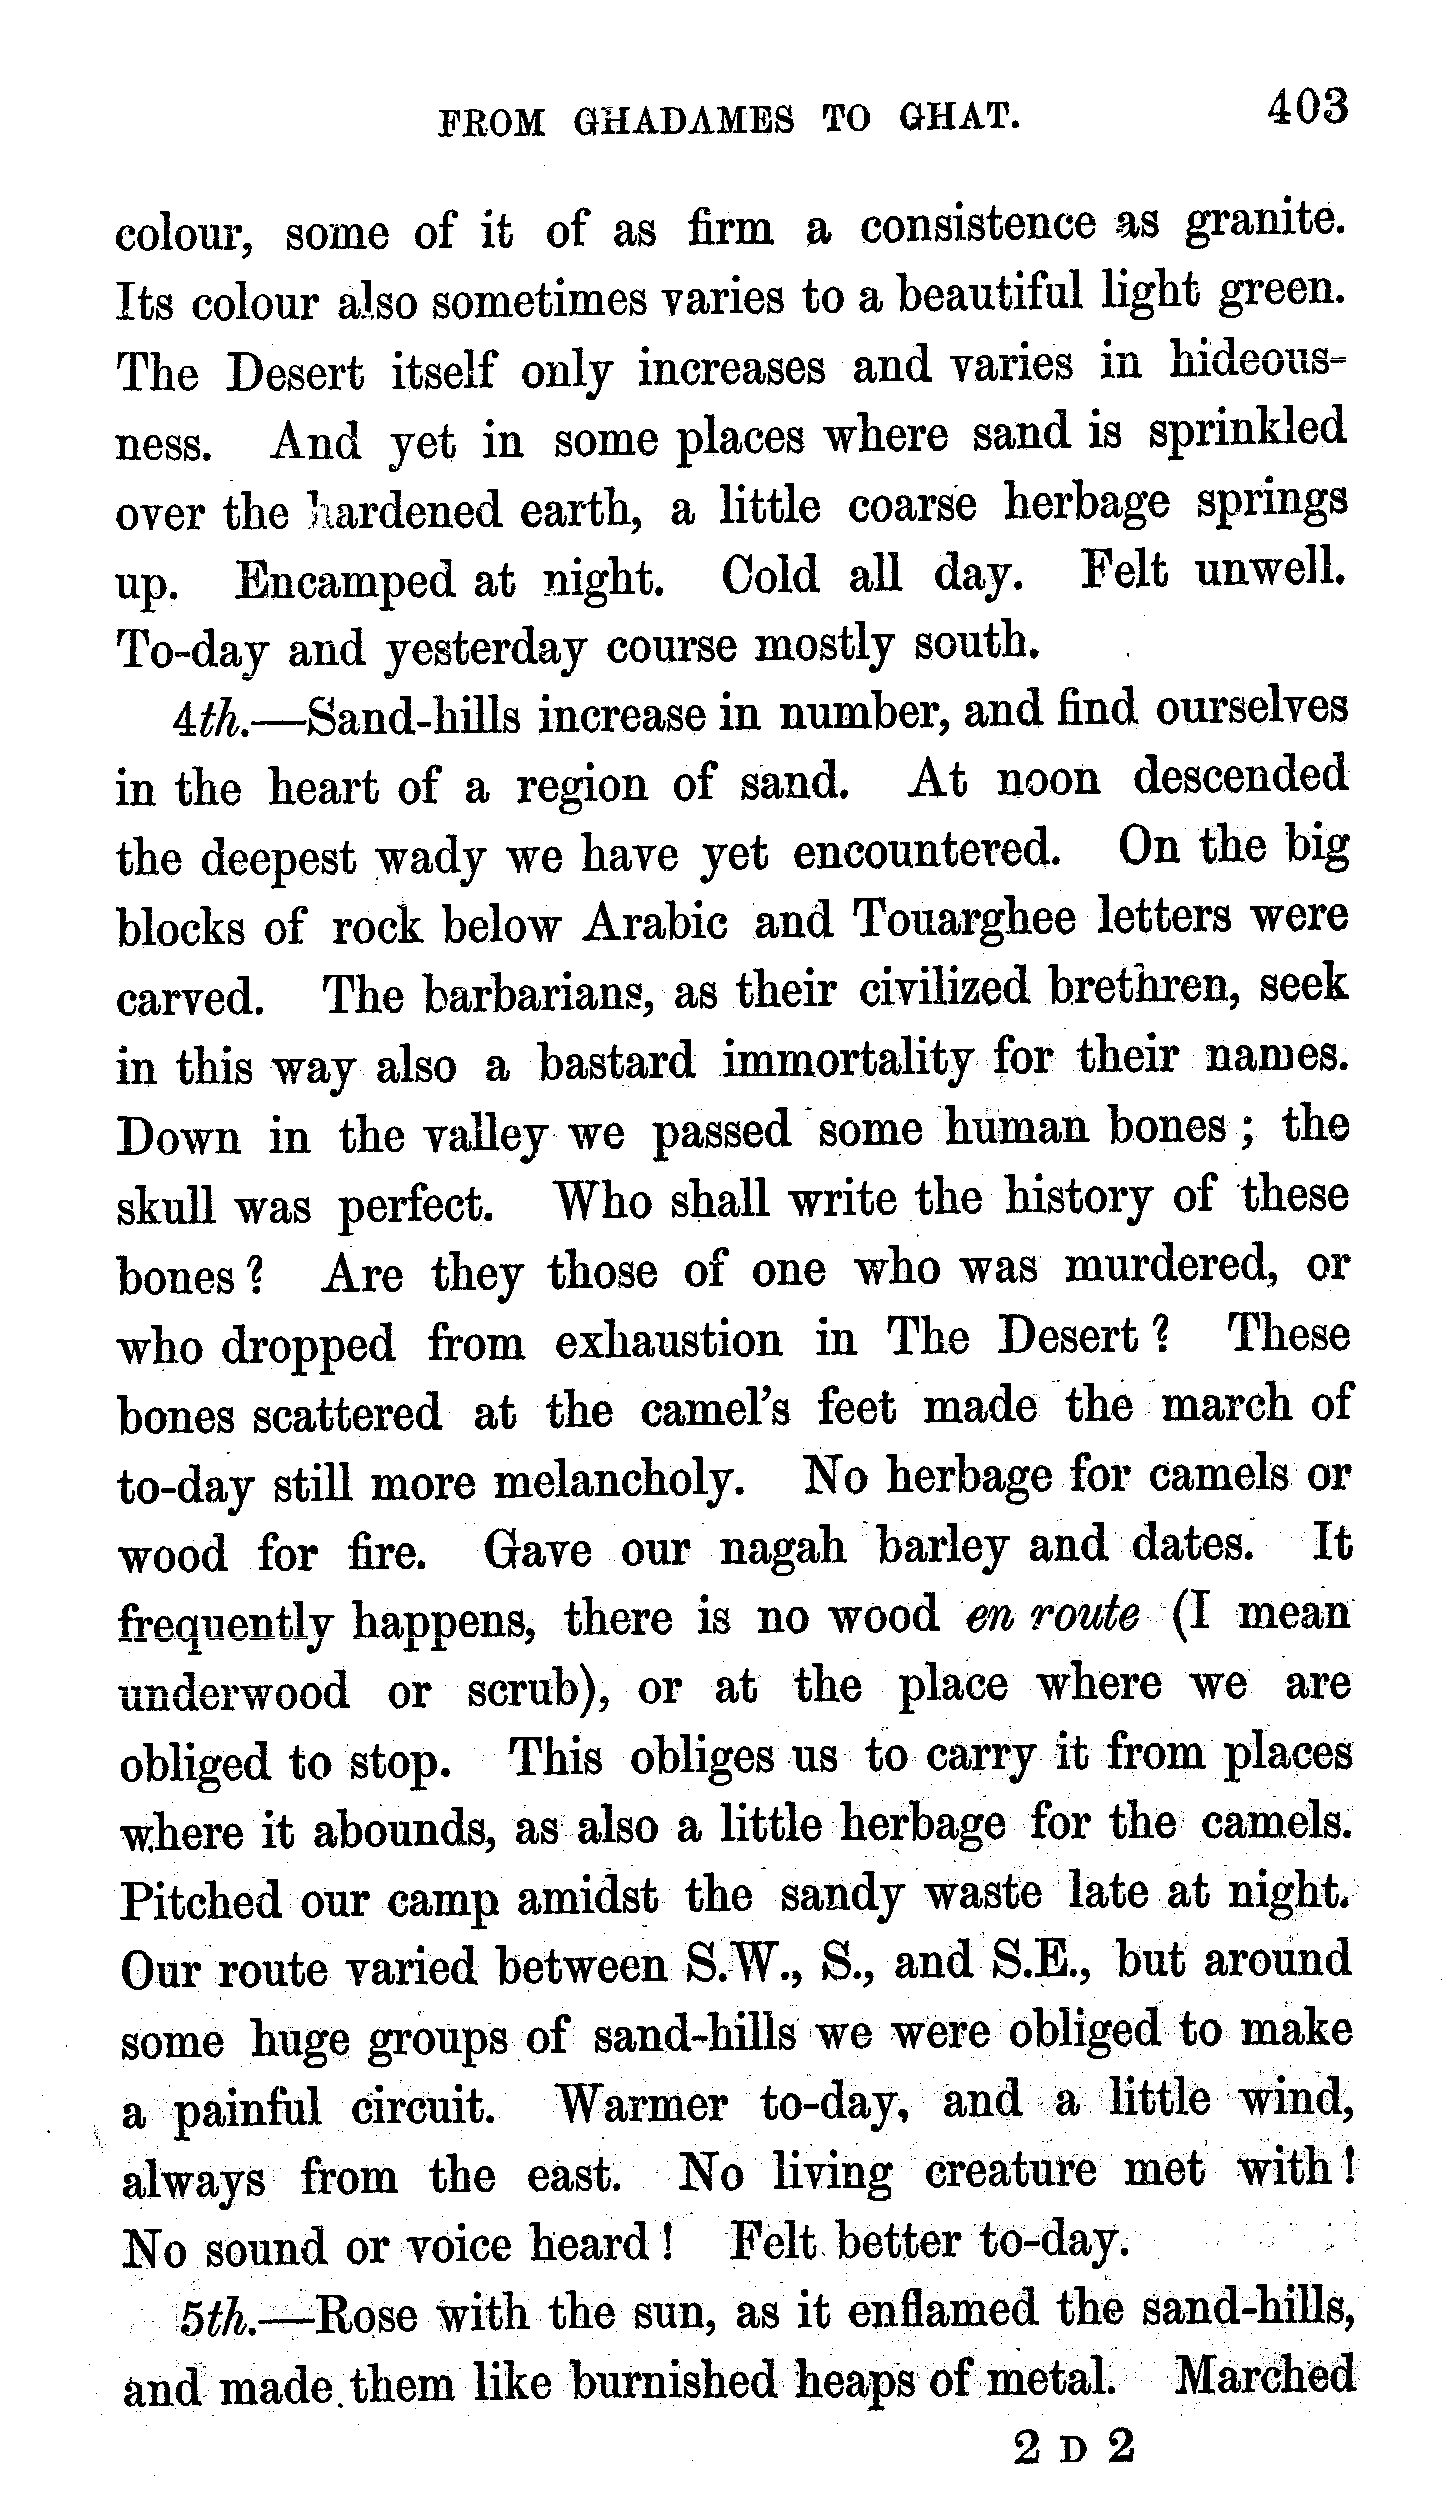 FROM GHADAMES TO GHAT. 403
colour, some of it of as firm a consistence as granite.
Its colour also sometimes varies to a beautiful light green.
The Desert itself only increases and varies in hideous-
ness. And yet in some places where sand is sprinkled
over the hardened earth, a little coarse herbage springs
up. Encamped at night. Cold all day. Felt unwell.
To-day and yesterday course mostly south.
4th.—Sand-hills increase in number, and find ourselves
in the heart of a region of sand. At noon descended
the deepest wady we have yet encountered. On the big
blocks of rock below Arabic and Touarghee letters were
carved. The barbarians, as their civilized brethren, seek
in this way also a bastard immortality for their names.
Down in the valley we passed some human bones; the
skull was perfect. Who shall write the history of these
bones? Are they those of one who was murdered, or
who dropped from exhaustion in The Desert? These
bones scattered at the camel's feet made the march of
to-day still more melancholy. No herbage for camels or
wood for fire. Gave our nagah barley and dates. It
frequently happens, there is no wood en route (I mean
underwood or scrub), or at the place where we are
obliged to stop. This obliges us to carry it from places
where it abounds, as also a little herbage for the camels.
Pitched our camp amidst the sandy waste late at night.
Our route varied between S.W., S., and S.E., but around
some huge groups of sand-hills we were obliged to make
a painful circuit. Warmer to-day, and a little wind,
always from the east. No living creature met with!
No sound or voice heard! Felt better to-day.
5th.—Rose with the sun, as it enflamed the sand-hills,
and made them like burnished heaps of metal. Marched
2 D 2